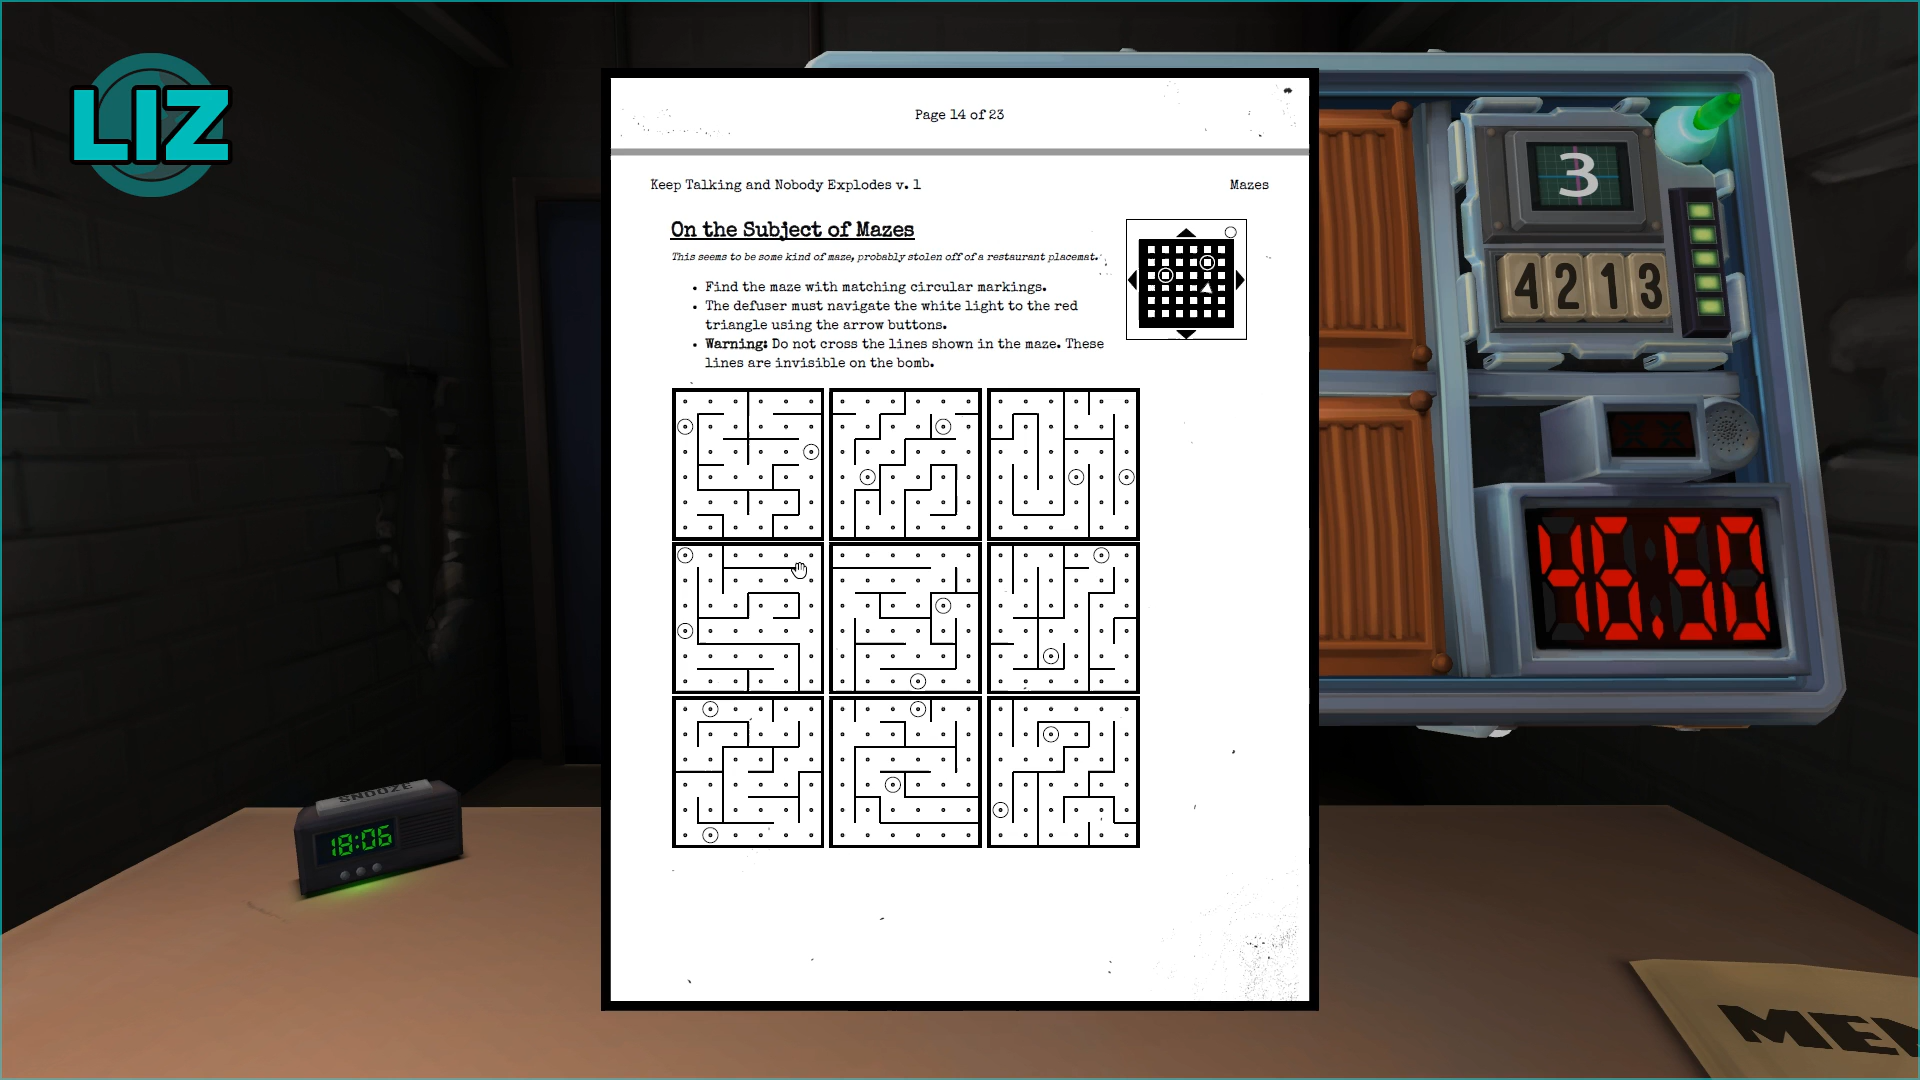 LIZ
Page 14 of 23
Keep Talking and Nobody Explodes v. 1
Mazes
On the Subject of Mazes
This seems to be some kind of maze, probably stolen off of a restaurant placemat.
• Find the maze with matching circular markings.
• The defuser must navigate the white light to the red
triangle using the arrow buttons.
• Warning: Do not cross the lines shown in the maze. These
lines are invisible on the bomb.
3
4213
SNOOZE
18:06